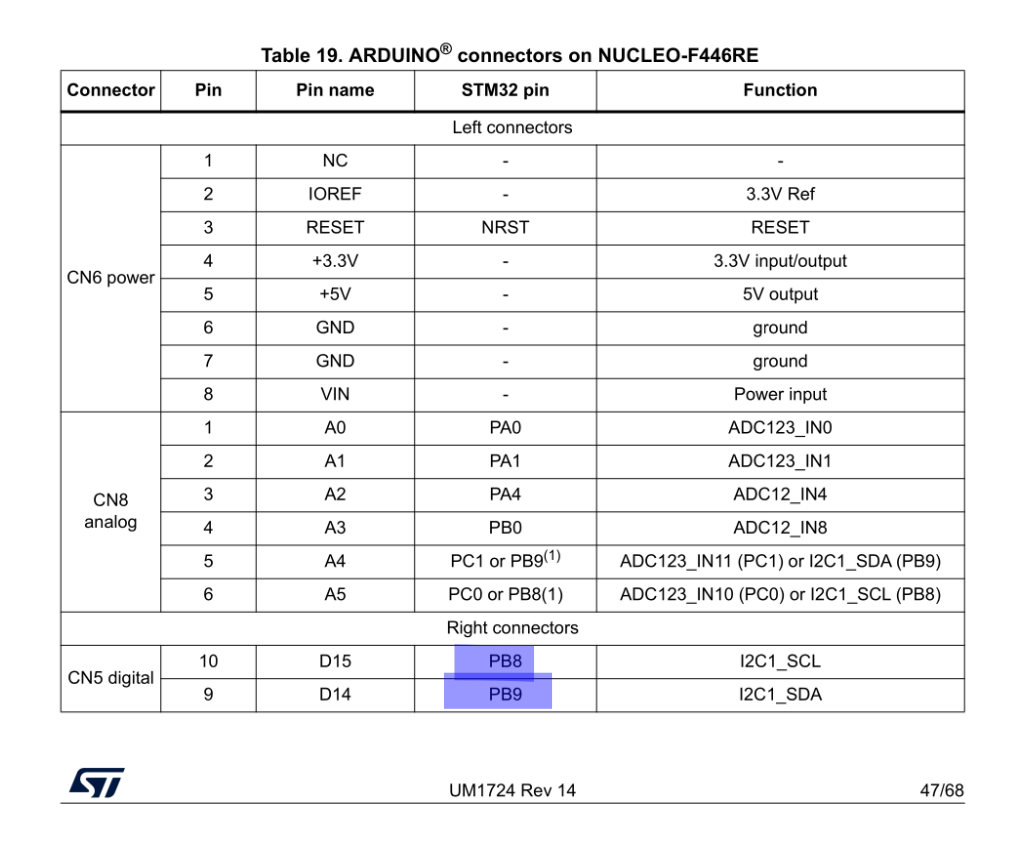 Table 19. ARDUINO® connectors on NUCLEO-F446RE
Connector Pin Pin name STM32 pin Function
Left connectors
CN6 power
1 NC - -
2 IOREF - 3.3V Ref
3 RESET NRST RESET
4 +3.3V - 3.3V input/output
5 +5V - 5V output
6 GND - ground
7 GND - ground
8 VIN - Power input
CN8
analog
1 A0 PA0 ADC123_IN0
2 A1 PA1 ADC123_IN1
3 A2 PA4 ADC12_IN4
4 A3 PB0 ADC12_IN8
5 A4 PC1 or PB9(1) ADC123_IN11 (PC1) or I2C1_SDA (PB9)
6 A5 PC0 or PB8(1) ADC123_IN10 (PC0) or I2C1_SCL (PB8)
Right connectors
CN5 digital
10 D15 PB8 I2C1_SCL
9 D14 PB9 I2C1_SDA
ST UM1724 Rev 14 47/68